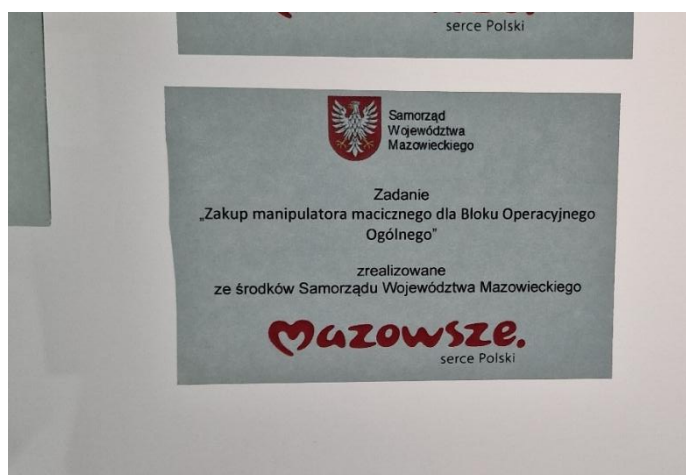 serce Polski
Samorząd
Województwa
Mazowieckiego
Zadanie
„Zakup manipulatora macicznego dla Bloku Operacyjnego
Ogólnego”
zrealizowane
ze środków Samorządu Województwa Mazowieckiego
Mazowsze.
serce Polski